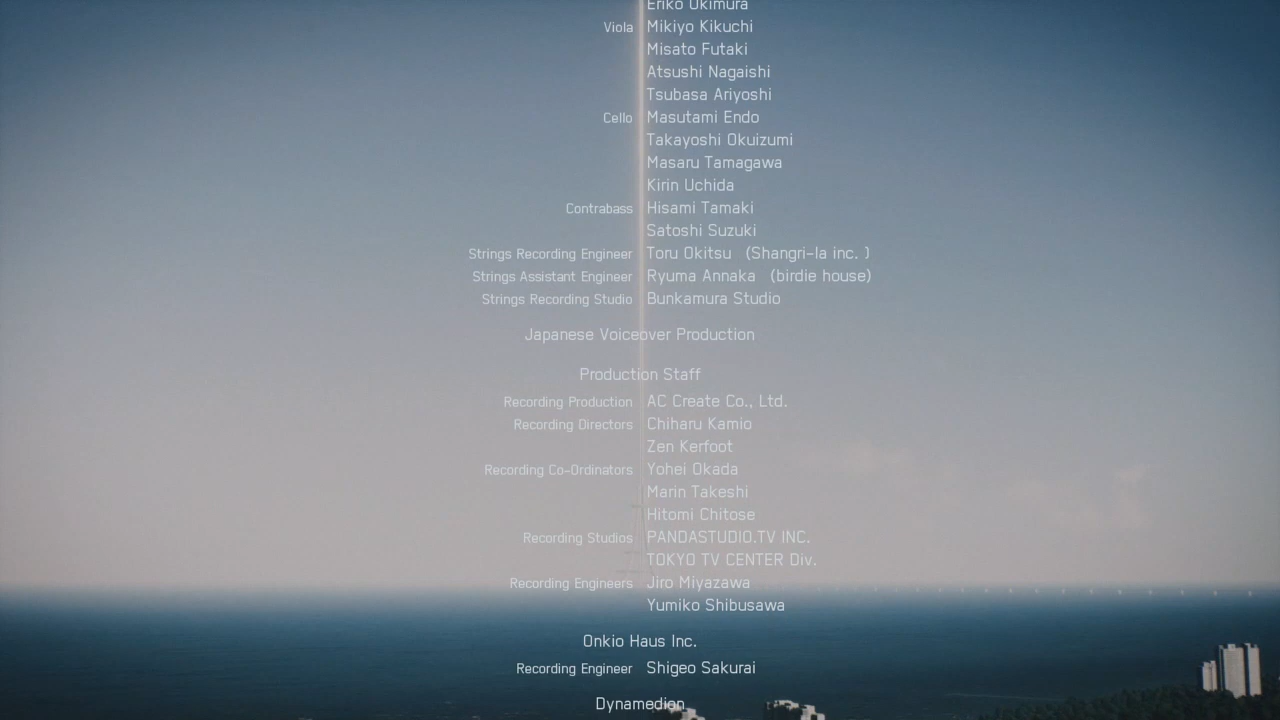 Eriko Okimura
Viola Mikiyo Kikuchi
Misato Futaki
Atsushi Nagaishi
Tsubasa Ariyoshi
Cello Masutami Endo
Takayoshi Okuizumi
Masaru Tamagawa
Kirin Uchida
Contrabass Hisami Tamaki
Satoshi Suzuki
Strings Recording Engineer Toru Okitsu (Shangri-la inc. )
Strings Assistant Engineer Ryuma Annaka (birdie house)
Strings Recording Studio Bunkamura Studio
Japanese Voiceover Production
Production Staff
Recording Production AC Create Co., Ltd.
Recording Directors Chiharu Kamio
Zen Kerfoot
Recording Co-Ordinators Yohei Okada
Marin Takeshi
Hitomi Chitose
Recording Studios PANDASTUDIO.TV INC.
TOKYO TV CENTER Div.
Recording Engineers Jiro Miyazawa
Yumiko Shibusawa
Onkio Haus Inc.
Recording Engineer Shigeo Sakurai
Dynamedion